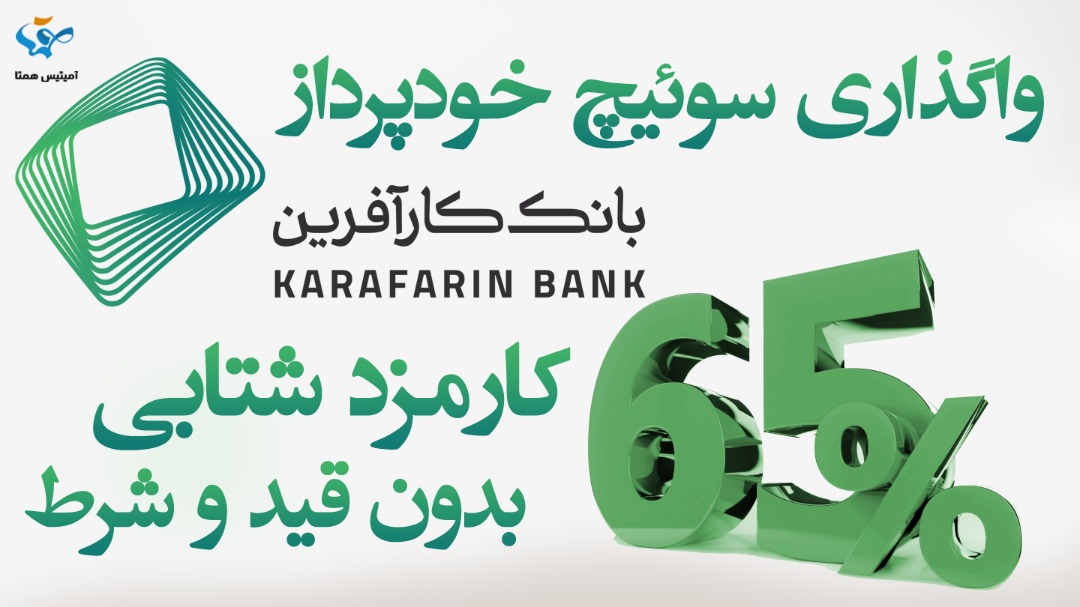 آمیتیس همتا
واگذاری سوئیچ خودپرداز
بانک کارآفرین
KARAFARIN BANK
65%
کارمزد شتابی
بدون قید و شرط